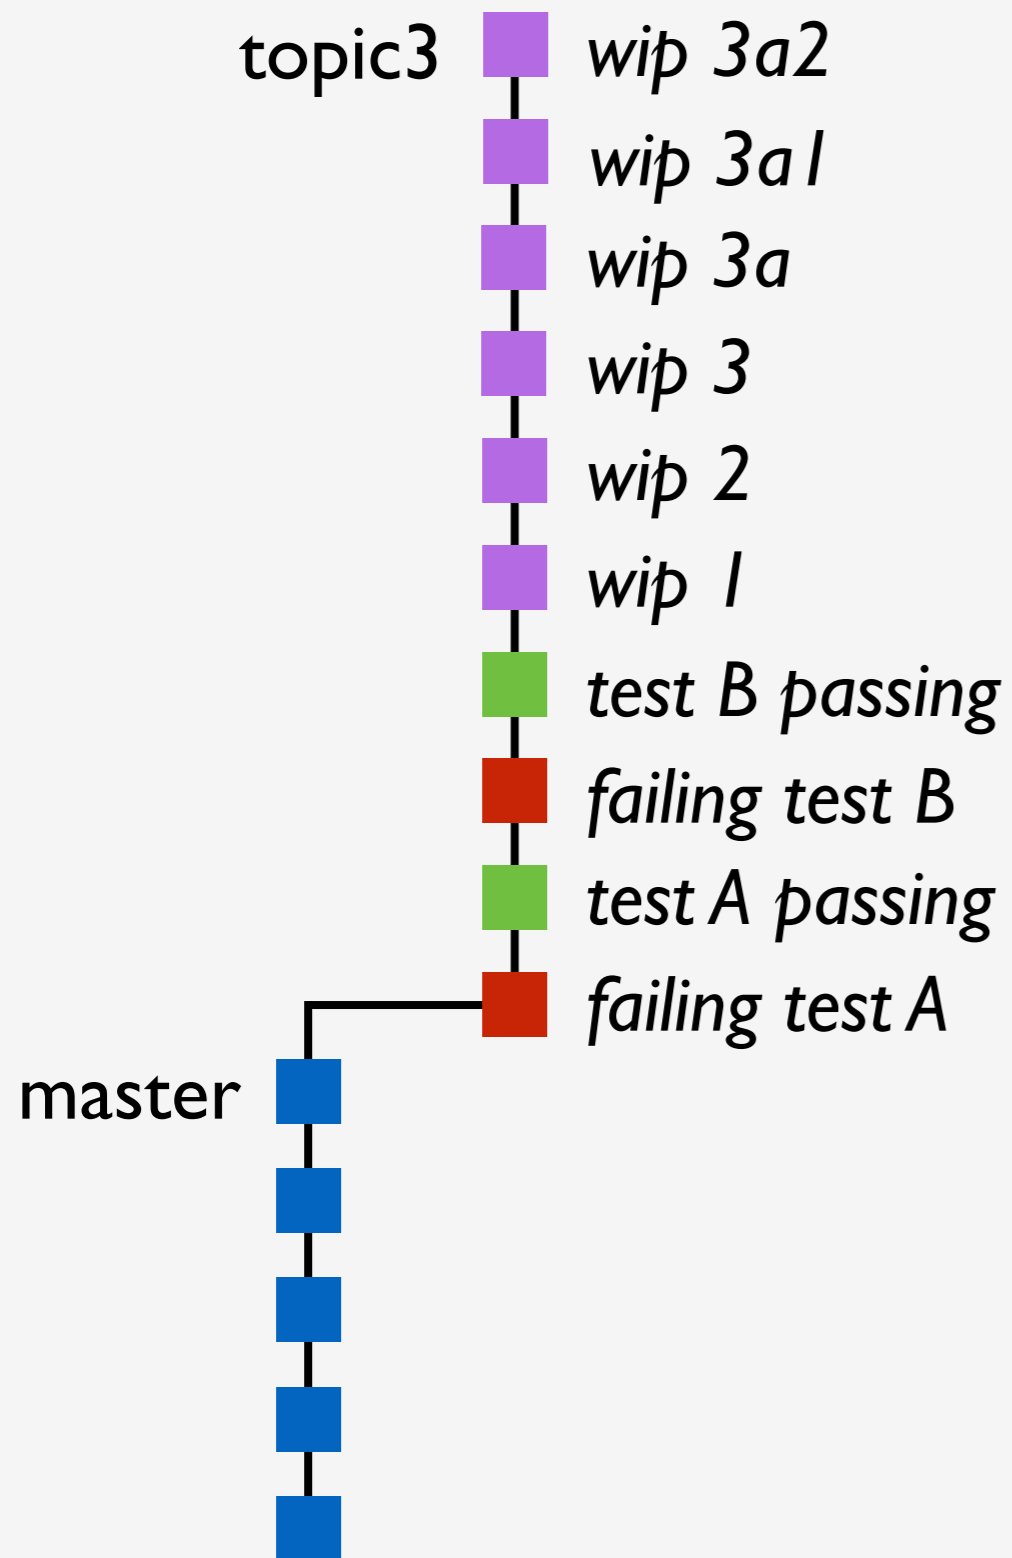 topic3 wip 3a2
wip 3a1
wip 3a
wip 3
wip 2
wip 1
test B passing
failing test B
test A passing
failing test A
master